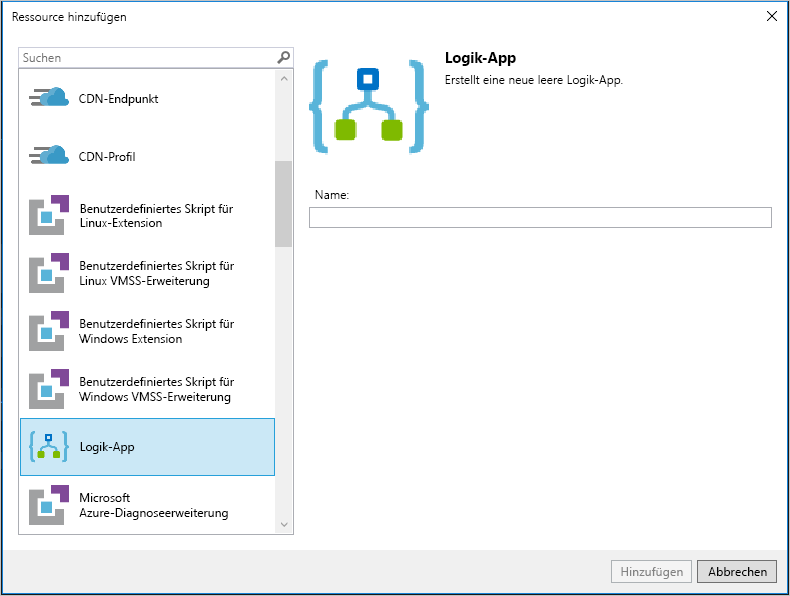 Ressource hinzufügen
Suchen
CDN-Endpunkt
CDN-Profil
Benutzerdefiniertes Skript für
Linux-Extension
Benutzerdefiniertes Skript für
Linux VMSS-Erweiterung
Benutzerdefiniertes Skript für
Windows Extension
Benutzerdefiniertes Skript für
Windows VMSS-Erweiterung
Logik-App
Microsoft
Azure-Diagnoseerweiterung
Logik-App
Erstellt eine neue leere Logik-App.
Name:
Hinzufügen
Abbrechen